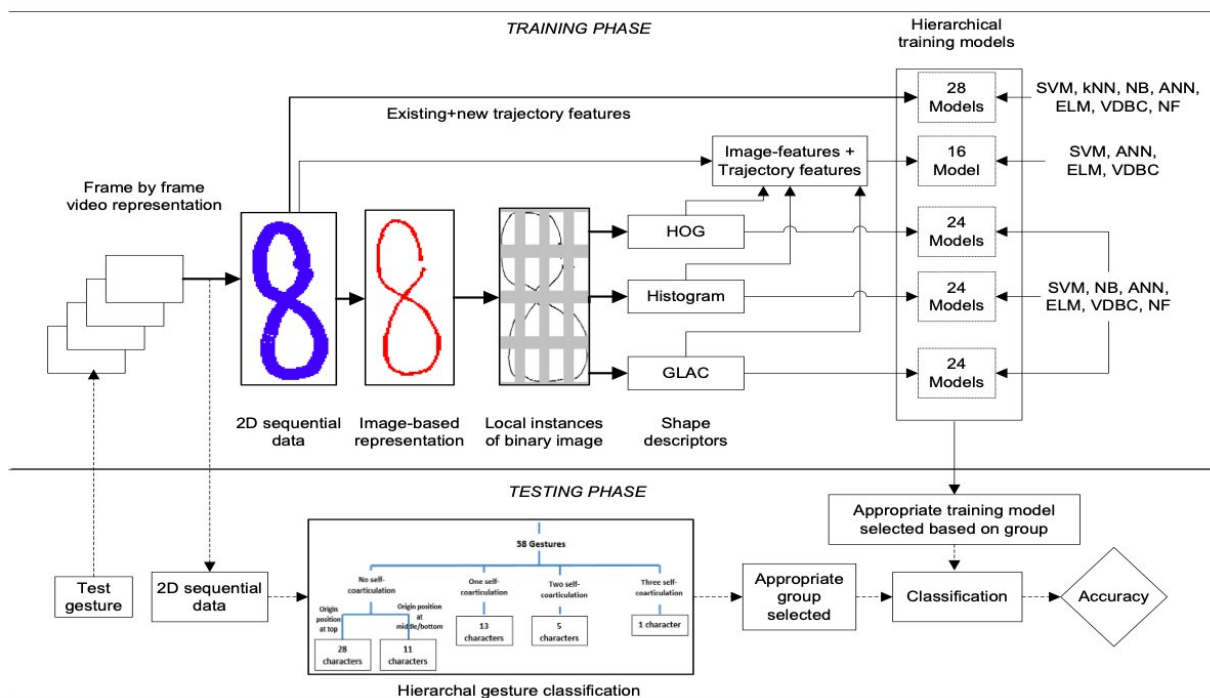 TRAINING PHASE
Hierarchical
training models
28
Models
SVM, kNN, NB, ANN,
ELM, VDBC, NF
Existing+new trajectory features
Image-features +
Trajectory features
16
Model
SVM, ANN,
ELM, VDBC
Frame by frame
video representation
HOG
24
Models
Histogram
24
Models
SVM, NB, ANN,
ELM, VDBC, NF
GLAC
24
Models
2D sequential
data
Image-based
representation
Local instances
of binary image
Shape
descriptors
TESTING PHASE
Appropriate training model
selected based on group
58 Gestures
No self-
coarticulation
One self-
coarticulation
Two self-
coarticulation
Three self-
coarticulation
Origin
position
at top
Origin position
at
middle/bottom
28
characters
11
characters
13
characters
5
characters
1 character
Test
gesture
2D sequential
data
Appropriate
group
selected
Classification
Accuracy
Hierarchal gesture classification